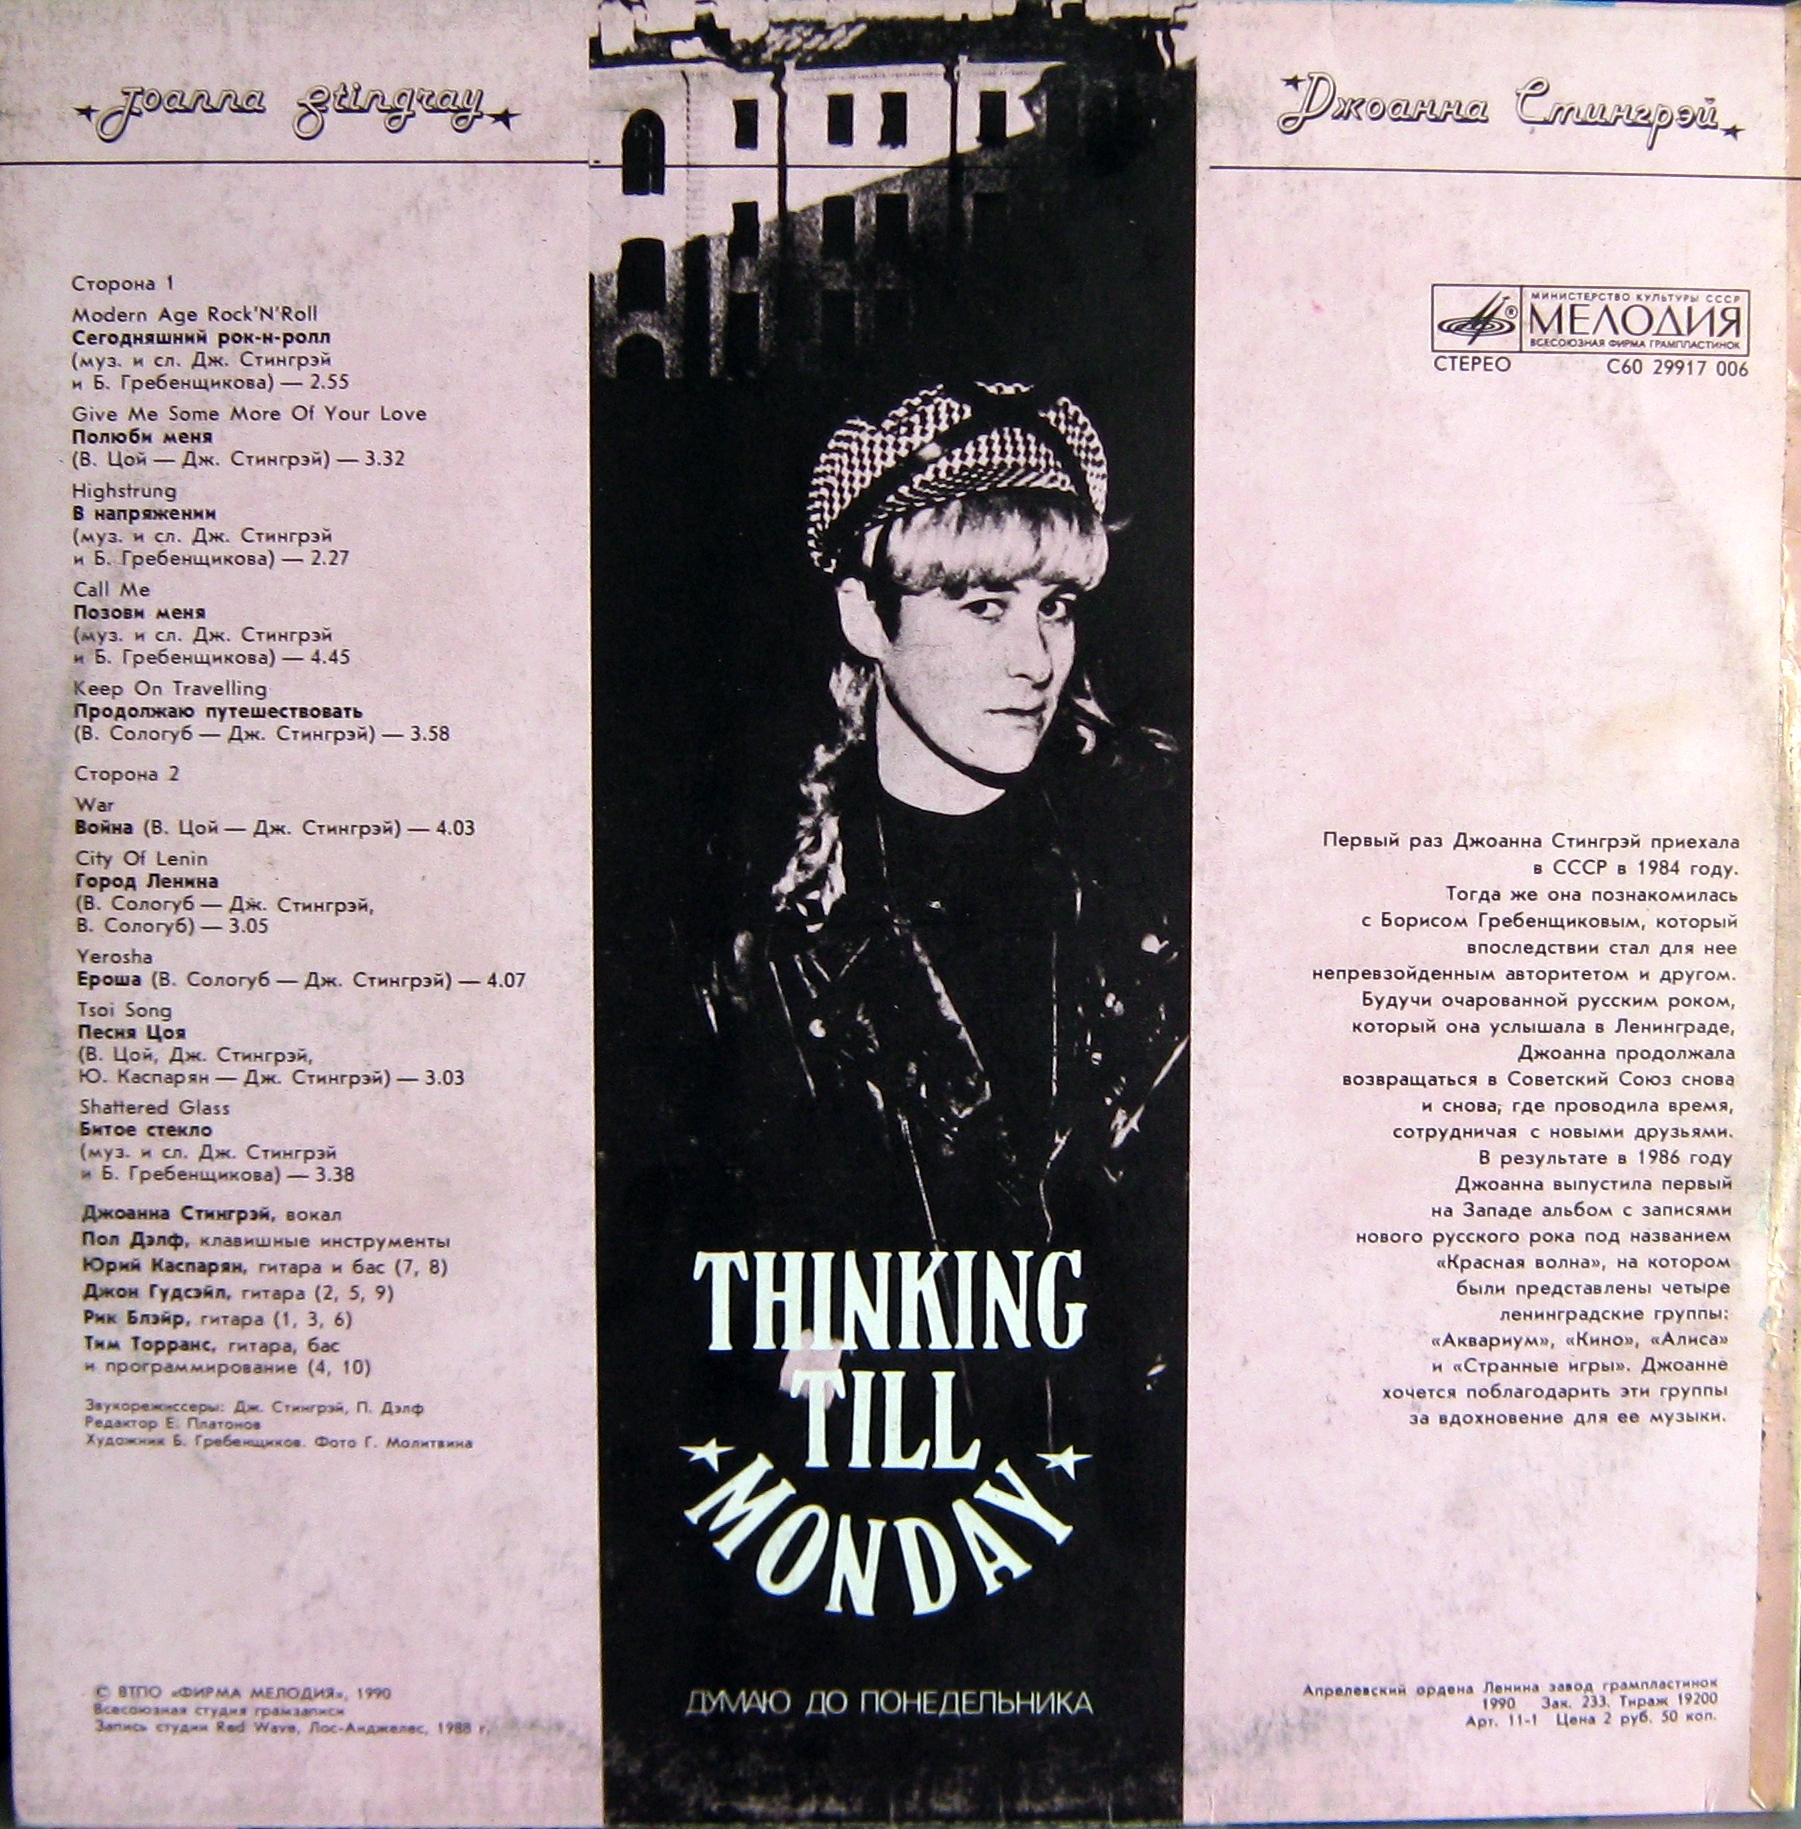 Joanna Stingray
Сторона 1
Modern Age Rock'N'Roll
Сегодняшний рок-н-ролл
(муз. и сл. Дж. Стингрэй
и Б. Гребенщикова) — 2.55
Give Me Some More Of Your Love
Полюби меня
(В. Цой — Дж. Стингрэй) — 3.32
Highstrung
В напряжении
(муз. и сл. Дж. Стингрэй
и Б. Гребенщикова) — 2.27
Call Me
Позови меня
(муз. и сл. Дж. Стингрэй
и Б. Гребенщикова) — 4.45
Keep On Travelling
Продолжаю путешествовать
(В. Сологуб — Дж. Стингрэй) — 3.58
Сторона 2
War
Война (В. Цой — Дж. Стингрэй) — 4.03
City Of Lenin
Город Ленина
(В. Сологуб — Дж. Стингрэй,
В. Сологуб) — 3.05
Yerosha
Ероша (В. Сологуб — Дж. Стингрэй) — 4.07
Tsoi Song
Песня Цоя
(В. Цой, Дж. Стингрэй,
Ю. Каспарян — Дж. Стингрэй) — 3.03
Shattered Glass
Битое стекло
(муз. и сл. Дж. Стингрэй
и Б. Гребенщикова) — 3.38
Джоанна Стингрэй, вокал
Пол Дэлф, клавишные инструменты
Юрий Каспарян, гитара и бас (7, 8)
Джон Гудсэйл, гитара (2, 5, 9)
Рик Блэйр, гитара (1, 3, 6)
Тим Торранс, гитара, бас
и программирование (4, 10)
Звукорежиссеры: Дж. Стингрэй, П. Дэлф
Редактор Е. Платонов
Художник Б. Гребенщиков. Фото Г. Молитвина
© ВТПО «ФИРМА МЕЛОДИЯ», 1990
Всесоюзная студия грамзаписи
Запись студии Red Wave, Лос-Анджелес, 1988 г.
THINKING
TILL
MONDAY
ДУМАЮ ДО ПОНЕДЕЛЬНИКА
Джоанна Стингрэй
МИНИСТЕРСТВО КУЛЬТУРЫ СССР
МЕЛОДИЯ
ВСЕСОЮЗНАЯ ФИРМА ГРАМПЛАСТИНОК
СТЕРЕО С60 29917 006
Первый раз Джоанна Стингрэй приехала
в СССР в 1984 году.
Тогда же она познакомилась
с Борисом Гребенщиковым, который
впоследствии стал для нее
непревзойденным авторитетом и другом.
Будучи очарованной русским роком,
который она услышала в Ленинграде,
Джоанна продолжала
возвращаться в Советский Союз снова
и снова, где проводила время,
сотрудничая с новыми друзьями.
В результате в 1986 году
Джоанна выпустила первый
на Западе альбом с записями
нового русского рока под названием
«Красная волна», на котором
были представлены четыре
ленинградские группы:
«Аквариум», «Кино», «Алиса»
и «Странные игры». Джоанне
хочется поблагодарить эти группы
за вдохновение для ее музыки.
Апрелевский ордена Ленина завод грампластинок
1990 Зак. 233. Тираж 19200
Арт. 11-1 Цена 2 руб. 50 коп.